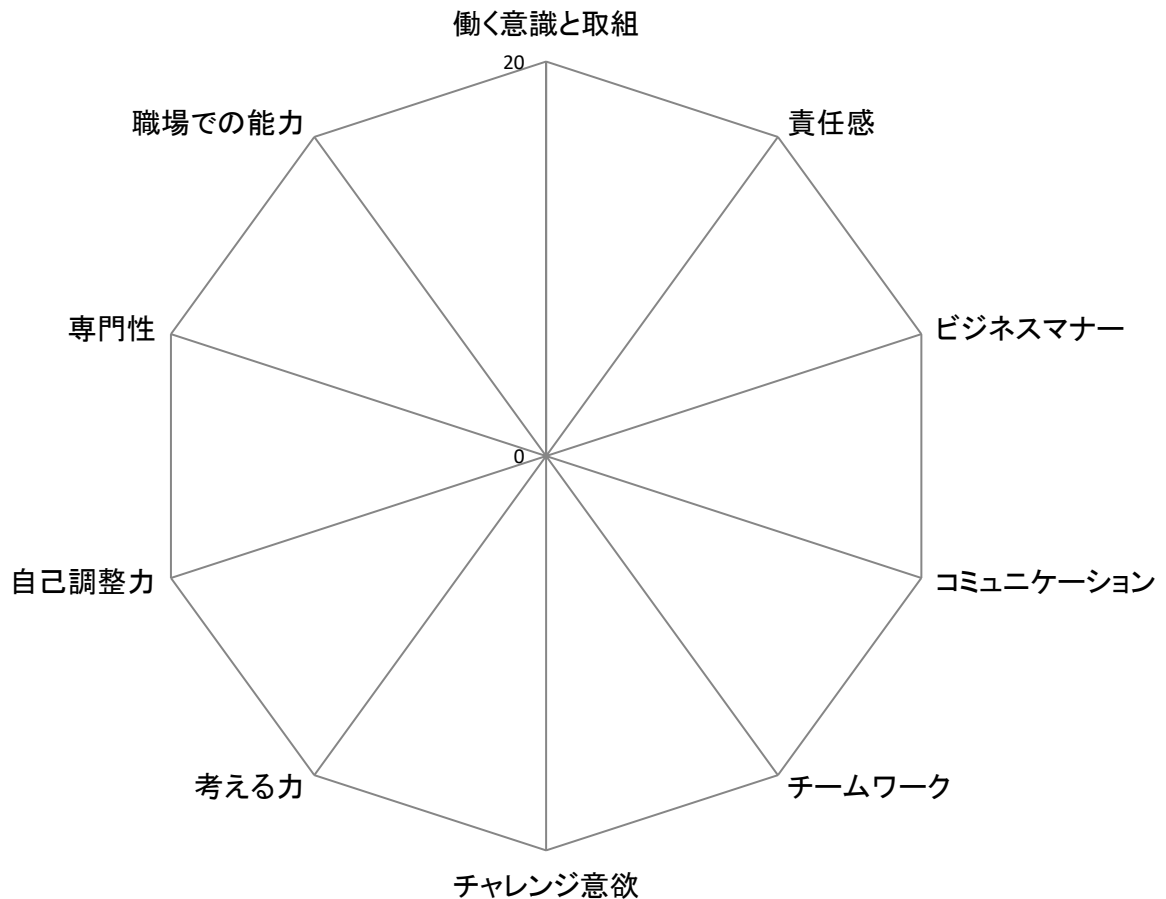 働く意識と取組
20
職場での能力
責任感
専門性
ビジネスマナー
0
自己調整力
コミュニケーション
考える力
チームワーク
チャレンジ意欲